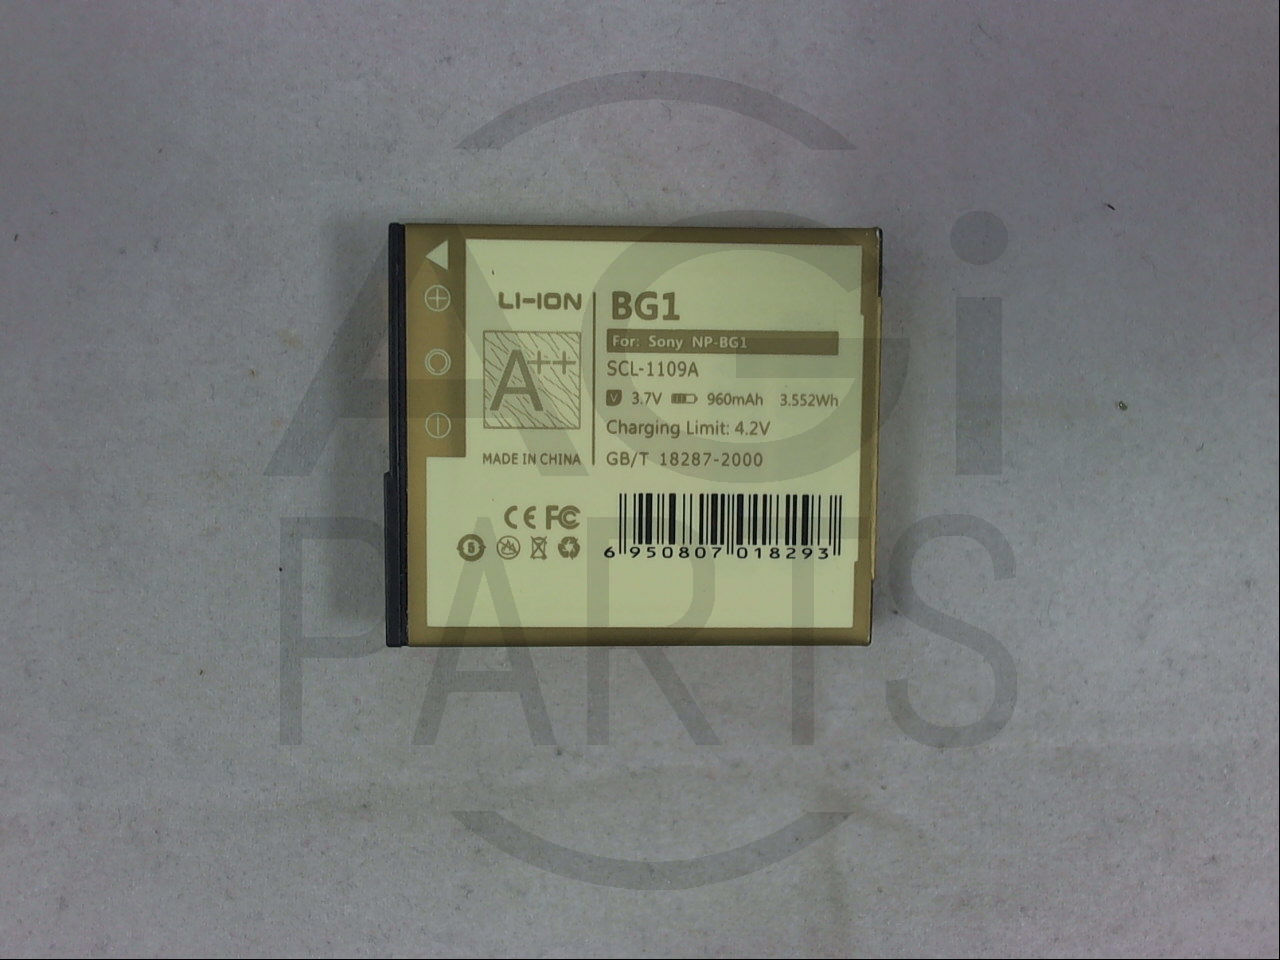 LI-ION
BG1
For: Sony NP-BG1
A++
SCL-1109A
V 3.7V 960mAh 3.552Wh
Charging Limit: 4.2V
MADE IN CHINA
GB/T 18287-2000
CE FC
5
6 950807 018293
AGi
PARTS